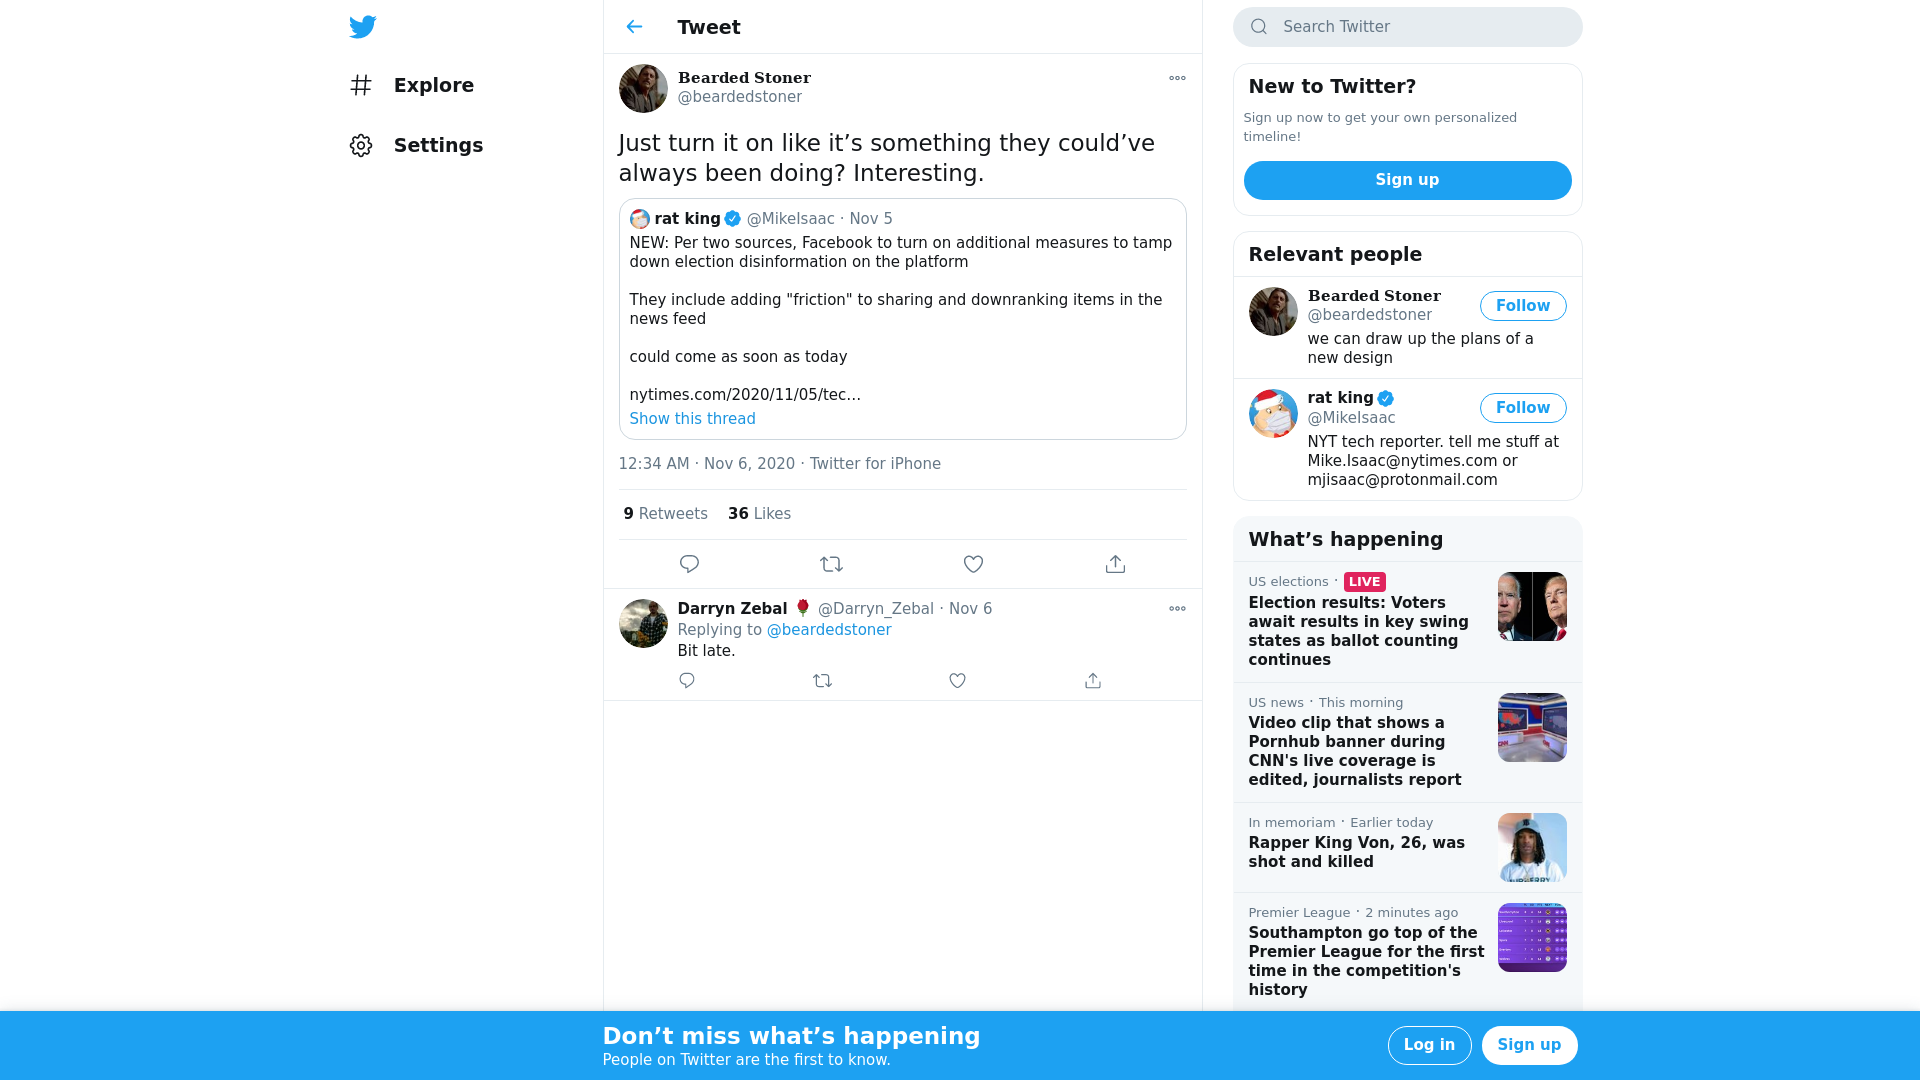 Explore
Settings
Tweet
Bearded Stoner
@beardedstoner
Just turn it on like it’s something they could’ve
always been doing? Interesting.
rat king @MikeIsaac · Nov 5
NEW: Per two sources, Facebook to turn on additional measures to tamp
down election disinformation on the platform
They include adding "friction" to sharing and downranking items in the
news feed
could come as soon as today
nytimes.com/2020/11/05/tec…
Show this thread
12:34 AM · Nov 6, 2020 · Twitter for iPhone
9 Retweets 36 Likes
Darryn Zebal @Darryn_Zebal · Nov 6
Replying to @beardedstoner
Bit late.
Search Twitter
New to Twitter?
Sign up now to get your own personalized
timeline!
Sign up
Relevant people
Bearded Stoner
@beardedstoner
Follow
we can draw up the plans of a
new design
rat king
@MikeIsaac
Follow
NYT tech reporter. tell me stuff at
Mike.Isaac@nytimes.com or
mjisaac@protonmail.com
What’s happening
US elections · LIVE
Election results: Voters
await results in key swing
states as ballot counting
continues
US news · This morning
Video clip that shows a
Pornhub banner during
CNN's live coverage is
edited, journalists report
In memoriam · Earlier today
Rapper King Von, 26, was
shot and killed
Premier League · 2 minutes ago
Southampton go top of the
Premier League for the first
time in the competition's
history
Don’t miss what’s happening
People on Twitter are the first to know.
Log in
Sign up